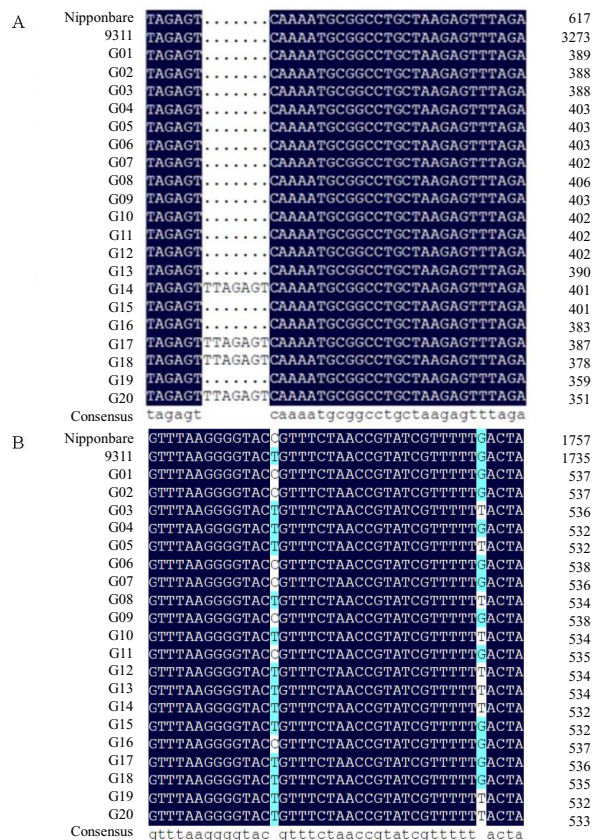 A
Nipponbare TAGAGT.......CAAAATGCGGCCTGCTAAGAGTTTAGA 617
9311 TAGAGT.......CAAAATGCGGCCTGCTAAGAGTTTAGA 3273
G01 TAGAGT.......CAAAATGCGGCCTGCTAAGAGTTTAGA 389
G02 TAGAGT.......CAAAATGCGGCCTGCTAAGAGTTTAGA 388
G03 TAGAGT.......CAAAATGCGGCCTGCTAAGAGTTTAGA 388
G04 TAGAGT.......CAAAATGCGGCCTGCTAAGAGTTTAGA 403
G05 TAGAGT.......CAAAATGCGGCCTGCTAAGAGTTTAGA 403
G06 TAGAGT.......CAAAATGCGGCCTGCTAAGAGTTTAGA 403
G07 TAGAGT.......CAAAATGCGGCCTGCTAAGAGTTTAGA 402
G08 TAGAGT.......CAAAATGCGGCCTGCTAAGAGTTTAGA 406
G09 TAGAGT.......CAAAATGCGGCCTGCTAAGAGTTTAGA 403
G10 TAGAGT.......CAAAATGCGGCCTGCTAAGAGTTTAGA 402
G11 TAGAGT.......CAAAATGCGGCCTGCTAAGAGTTTAGA 402
G12 TAGAGT.......CAAAATGCGGCCTGCTAAGAGTTTAGA 402
G13 TAGAGT.......CAAAATGCGGCCTGCTAAGAGTTTAGA 390
G14 TAGAGTTTAGAGTCAAAATGCGGCCTGCTAAGAGTTTAGA 401
G15 TAGAGT.......CAAAATGCGGCCTGCTAAGAGTTTAGA 401
G16 TAGAGT.......CAAAATGCGGCCTGCTAAGAGTTTAGA 383
G17 TAGAGTTTAGAGTCAAAATGCGGCCTGCTAAGAGTTTAGA 387
G18 TAGAGTTTAGAGTCAAAATGCGGCCTGCTAAGAGTTTAGA 378
G19 TAGAGT.......CAAAATGCGGCCTGCTAAGAGTTTAGA 359
G20 TAGAGTTTAGAGTCAAAATGCGGCCTGCTAAGAGTTTAGA 351
Consensus tagagt caaaatgcggcctgctaagagtttaga
B
Nipponbare GTTTAAGGGGTACCGTTTCTAACCGTATCGTTTTTGACTA 1757
9311 GTTTAAGGGGTACTGTTTCTAACCGTATCGTTTTTGACTA 1735
G01 GTTTAAGGGGTACCGTTTCTAACCGTATCGTTTTTGACTA 537
G02 GTTTAAGGGGTACCGTTTCTAACCGTATCGTTTTTGACTA 537
G03 GTTTAAGGGGTACTGTTTCTAACCGTATCGTTTTTTACTA 536
G04 GTTTAAGGGGTACTGTTTCTAACCGTATCGTTTTTGACTA 532
G05 GTTTAAGGGGTACTGTTTCTAACCGTATCGTTTTTTACTA 532
G06 GTTTAAGGGGTACCGTTTCTAACCGTATCGTTTTTGACTA 538
G07 GTTTAAGGGGTACCGTTTCTAACCGTATCGTTTTTGACTA 536
G08 GTTTAAGGGGTACTGTTTCTAACCGTATCGTTTTTTACTA 534
G09 GTTTAAGGGGTACCGTTTCTAACCGTATCGTTTTTGACTA 538
G10 GTTTAAGGGGTACTGTTTCTAACCGTATCGTTTTTTACTA 534
G11 GTTTAAGGGGTACCGTTTCTAACCGTATCGTTTTTGACTA 535
G12 GTTTAAGGGGTACTGTTTCTAACCGTATCGTTTTTTACTA 534
G13 GTTTAAGGGGTACTGTTTCTAACCGTATCGTTTTTTACTA 534
G14 GTTTAAGGGGTACTGTTTCTAACCGTATCGTTTTTTACTA 532
G15 GTTTAAGGGGTACTGTTTCTAACCGTATCGTTTTTGACTA 532
G16 GTTTAAGGGGTACCGTTTCTAACCGTATCGTTTTTGACTA 537
G17 GTTTAAGGGGTACTGTTTCTAACCGTATCGTTTTTGACTA 536
G18 GTTTAAGGGGTACTGTTTCTAACCGTATCGTTTTTGACTA 535
G19 GTTTAAGGGGTACTGTTTCTAACCGTATCGTTTTTTACTA 534
G20 GTTTAAGGGGTACTGTTTCTAACCGTATCGTTTTTTACTA 533
Consensus gtttaaggggtac gtttctaaccgtatcgttttt acta